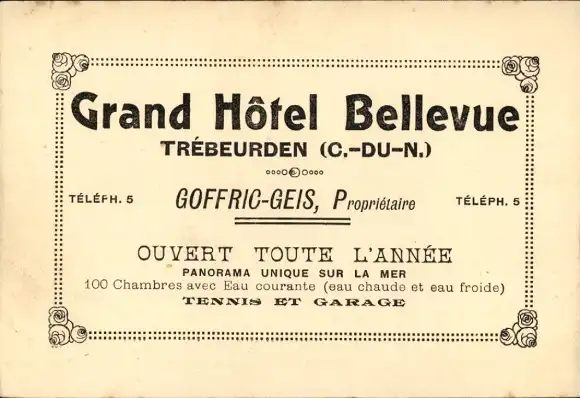 Grand Hôtel Bellevue
TRÉBEURDEN (C.-DU-N.)
TÉLÉPH. 5 GOFFRIC-GEIS, Propriétaire TÉLÉPH. 5
OUVERT TOUTE L'ANNÉE
PANORAMA UNIQUE SUR LA MER
100 Chambres avec Eau courante (eau chaude et eau froide)
TENNIS ET GARAGE